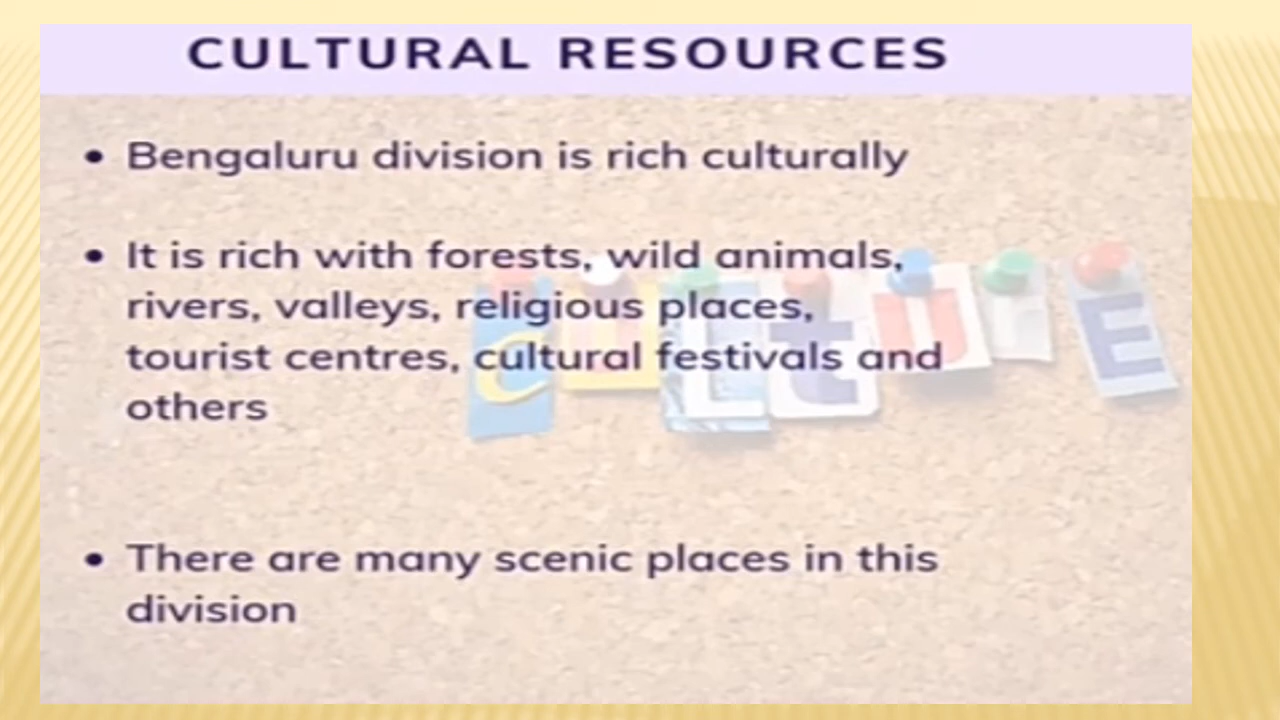 CULTURAL RESOURCES
• Bengaluru division is rich culturally
• It is rich with forests, wild animals,
rivers, valleys, religious places,
tourist centres, cultural festivals and
others
CULtURE
• There are many scenic places in this
division